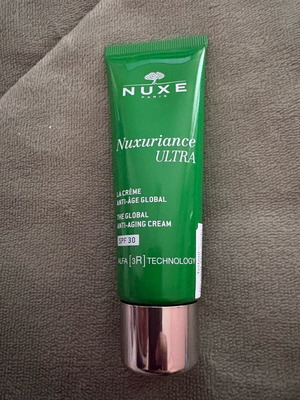 NUXE
PARIS
Nuxuriance
ULTRA
LA CRÈME
ANTI-ÂGE GLOBAL
THE GLOBAL
ANTI-AGING CREAM
SPF 30
ALFA [3R] TECHNOLOGY